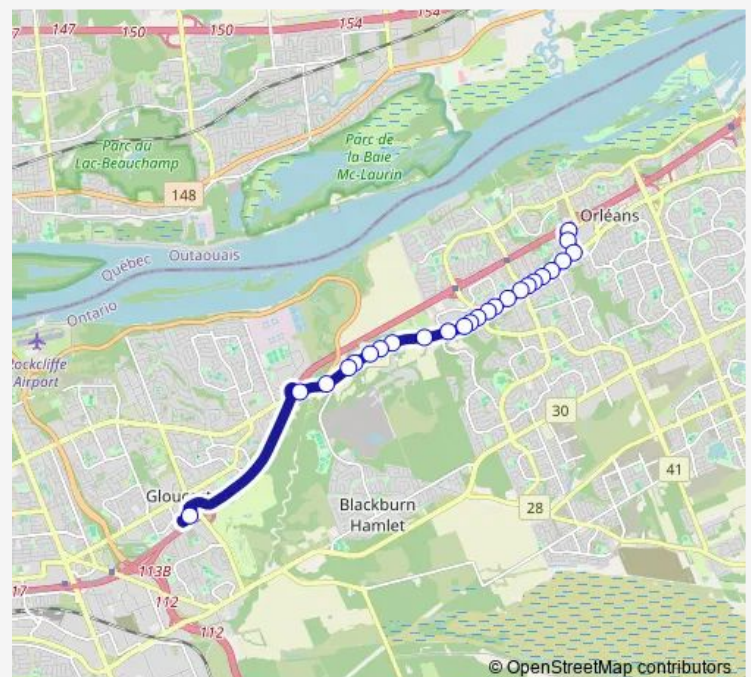 147
150
150
154
154
Parc du
Lac-Beauchamp
Parc de
la Baie
Mc-Laurin
148
Orléans
Québec
Outaouais
Ontario
Airport
30
41
Blackburn
Hamlet
28
113B
17
112
112
© OpenStreetMap contributors